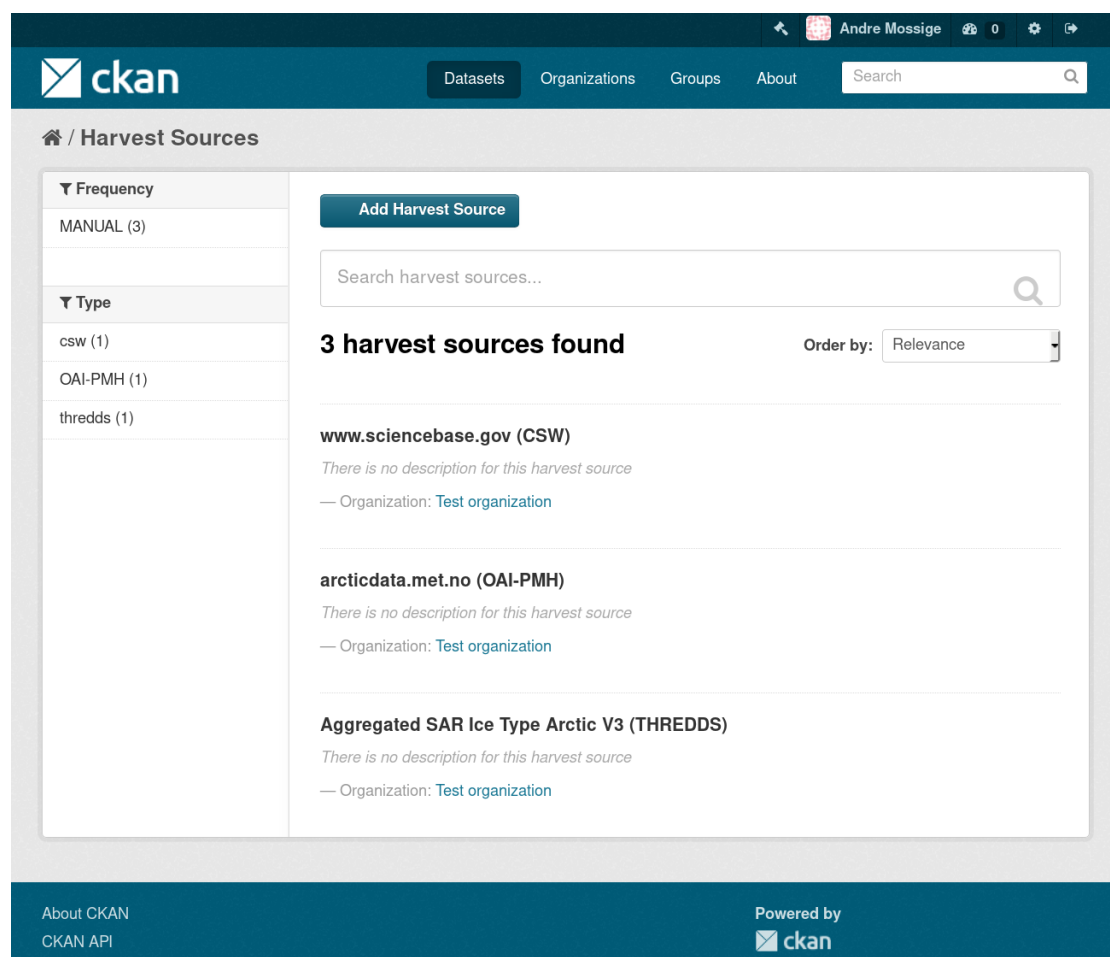 Andre Mossige 0
ckan Datasets Organizations Groups About Search
/ Harvest Sources
Frequency
MANUAL (3)
Type
csw (1)
OAI-PMH (1)
thredds (1)
Add Harvest Source
Search harvest sources...
3 harvest sources found Order by: Relevance
www.sciencebase.gov (CSW)
There is no description for this harvest source
— Organization: Test organization
arcticdata.met.no (OAI-PMH)
There is no description for this harvest source
— Organization: Test organization
Aggregated SAR Ice Type Arctic V3 (THREDDS)
There is no description for this harvest source
— Organization: Test organization
About CKAN
CKAN API
Powered by
ckan